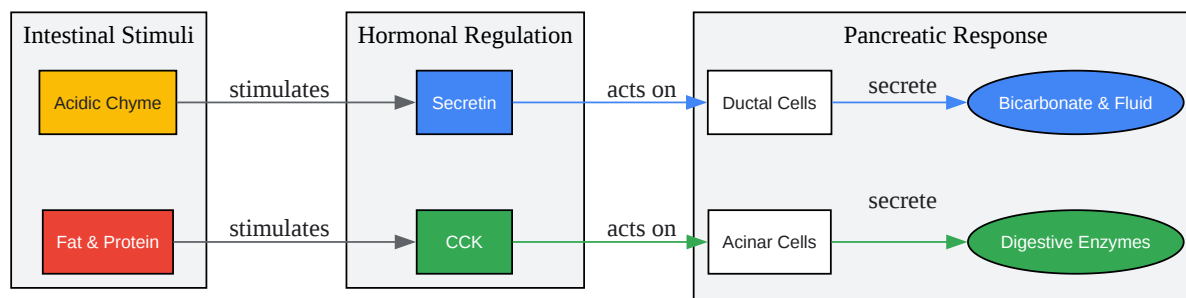 Intestinal Stimuli
Hormonal Regulation
Pancreatic Response
Acidic Chyme
stimulates
Secretin
acts on
Ductal Cells
secrete
Bicarbonate & Fluid
Fat & Protein
stimulates
CCK
acts on
Acinar Cells
secrete
Digestive Enzymes